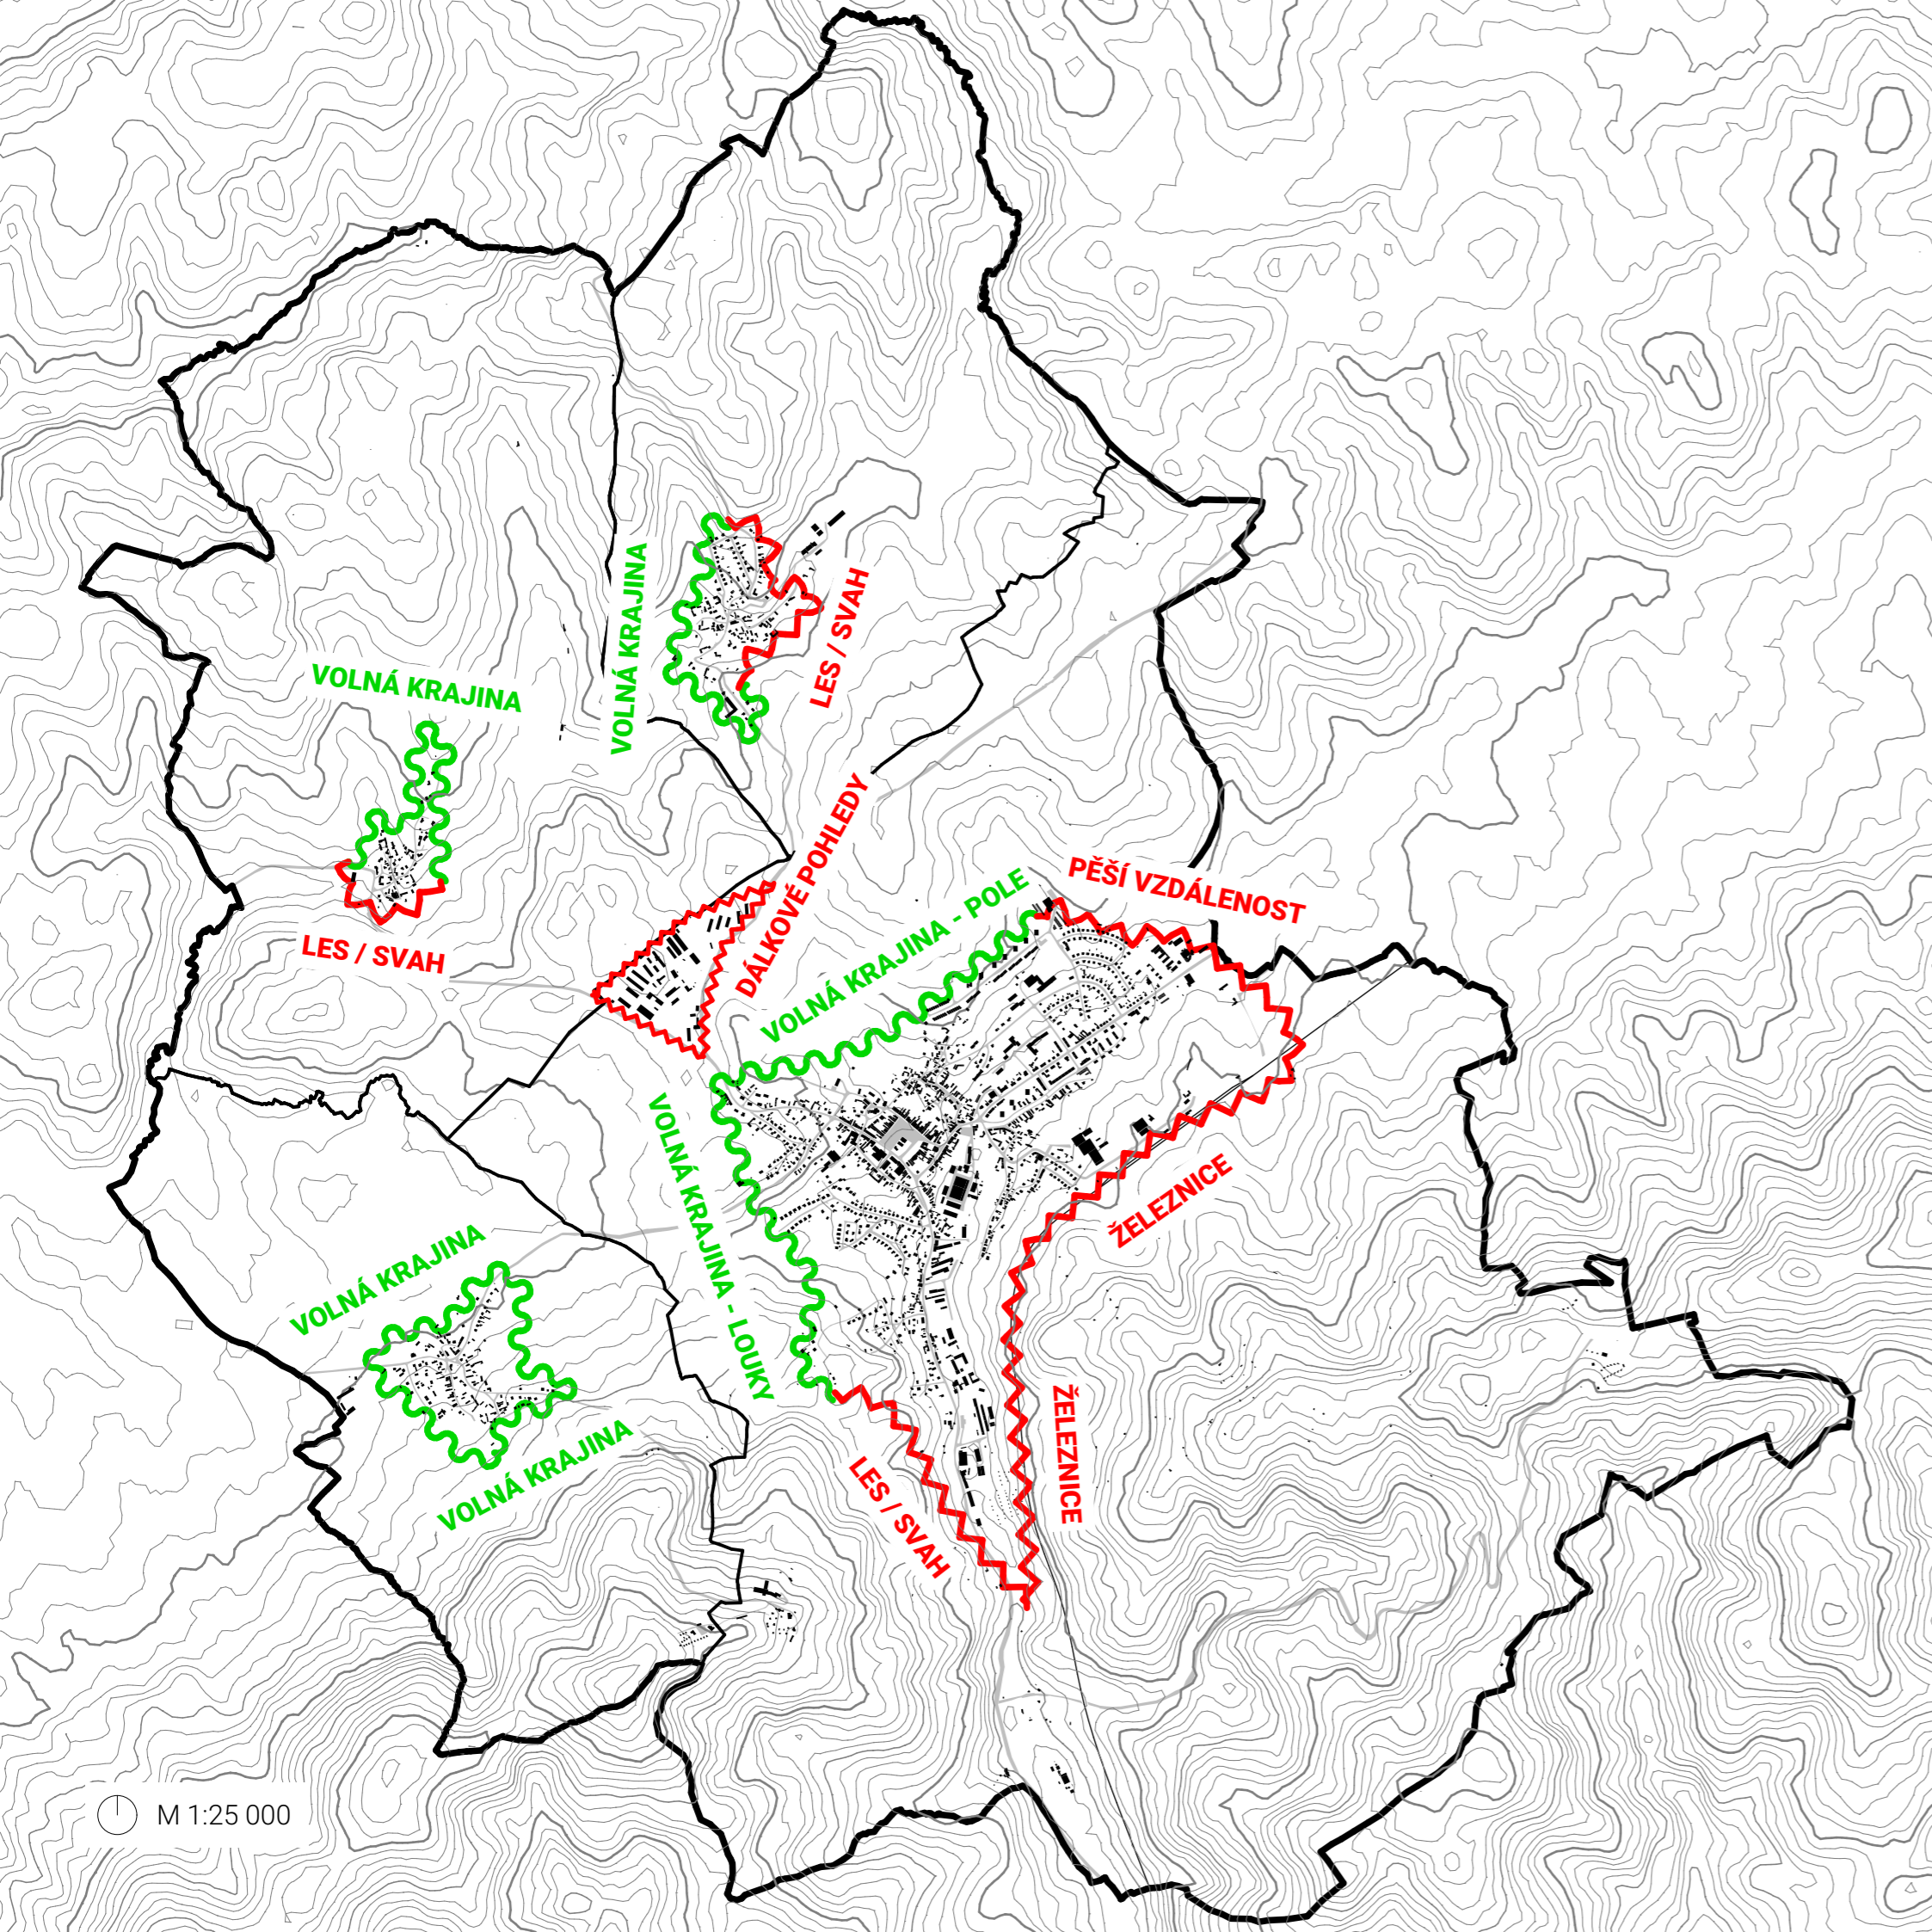 VOLNÁ KRAJINA
LES / SVAH
VOLNÁ KRAJINA
LES / SVAH
DÁLKOVÉ POHLEDY
VOLNÁ KRAJINA - POLE
PĚŠÍ VZDÁLENOST
VOLNÁ KRAJINA - LOUKY
ŽELEZNICE
VOLNÁ KRAJINA
VOLNÁ KRAJINA
LES / SVAH
ŽELEZNICE
M 1:25 000